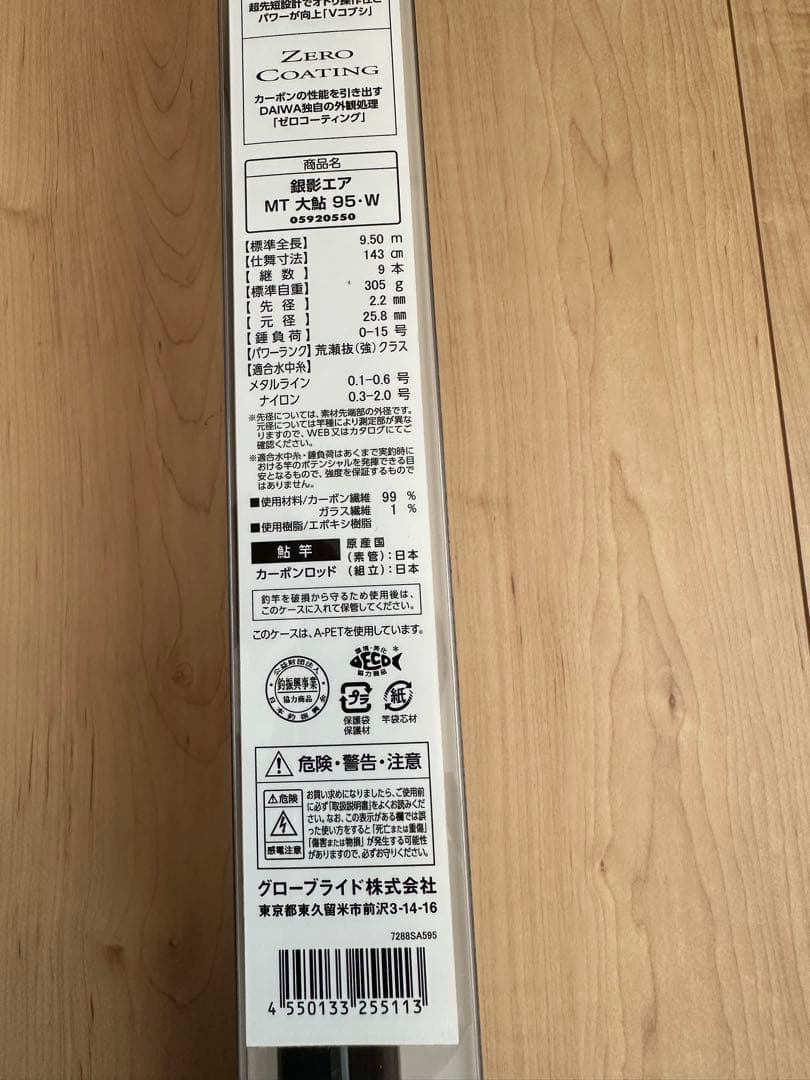 超先短設計でオトリ操作性と
パワーが向上「Vコブシ」
ZERO
COATING
カーボンの性能を引き出す
DAIWA独自の外観処理
「ゼロコーティング」
商品名
銀影エア
MT 大鮎 95・W
05920550
【標準全長】 9.50 m
【仕舞寸法】 143 cm
【継数】 9 本
【標準自重】 305 g
【先径】 2.2 mm
【元径】 25.8 mm
【錘負荷】 0-15 号
【パワーランク】荒瀬抜(強)クラス
【適合水中糸】
メタルライン 0.1-0.6 号
ナイロン 0.3-2.0 号
※先径については、素材先端部の外径です。
元径については竿種により測定部が異な
りますので、WEB又はカタログにてご
確認ください。
※適合水中糸・錘負荷はあくまで実釣時に
おける竿のポテンシャルを発揮できる目
安となるもので、強度を保証するもので
はありません。
■使用材料/カーボン繊維 99 %
ガラス繊維 1 %
■使用樹脂/エポキシ樹脂
鮎竿 原産国
(素管):日本
カーボンロッド (組立):日本
釣竿を破損から守るため使用後は、
このケースに入れて保管してください。
このケースは、A-PETを使用しています。
公益財団法人
釣振興事業
協力商品
日本釣振興会
環境・美化
ECO
協力商品
プラ
保護袋
保護材
紙
竿袋芯材
危険・警告・注意
危険
感電注意
お買い求めになりましたら、ご使用前
に必ず「取扱説明書」をよくお読みくだ
さい。なお、この表示がある欄では誤
った使い方をすると「死亡または重傷」
「傷害または物損」が発生する可能性
がありますので、必ずお守りください。
グローブライド株式会社
東京都東久留米市前沢3-14-16
7288SA595
4 550133 255113